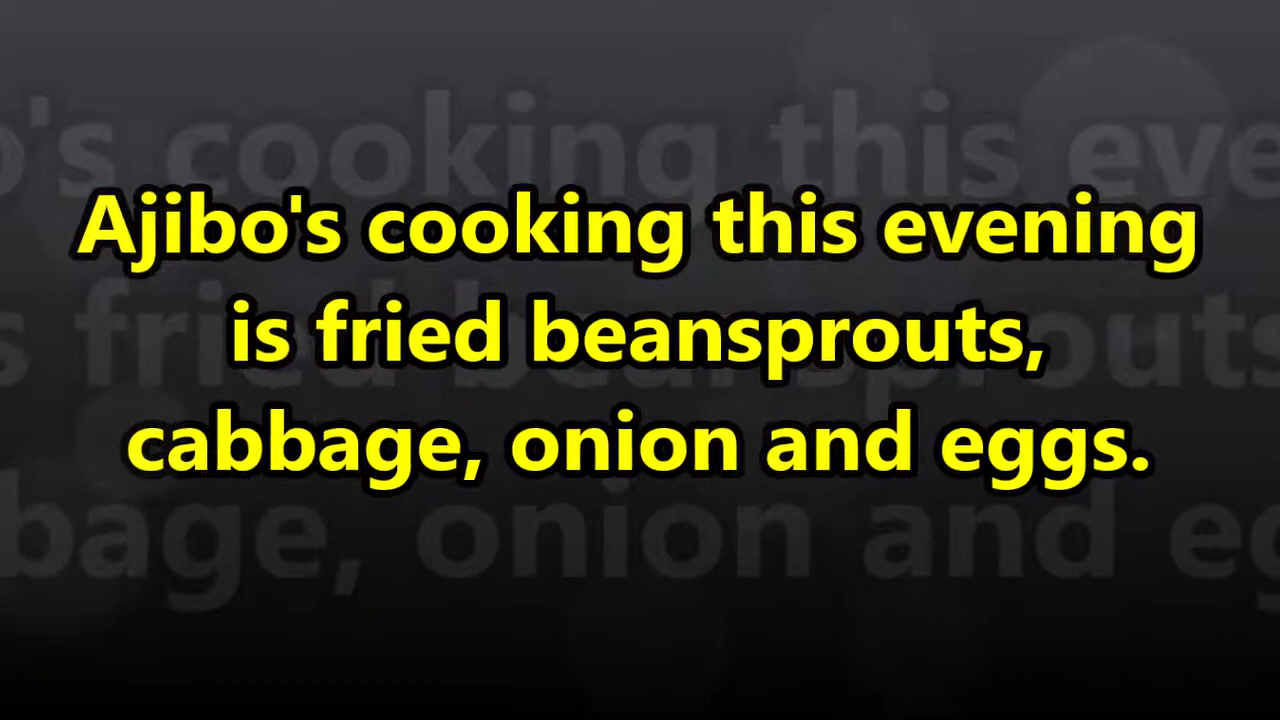 Ajibo's cooking this evening
is fried beansprouts,
cabbage, onion and eggs.